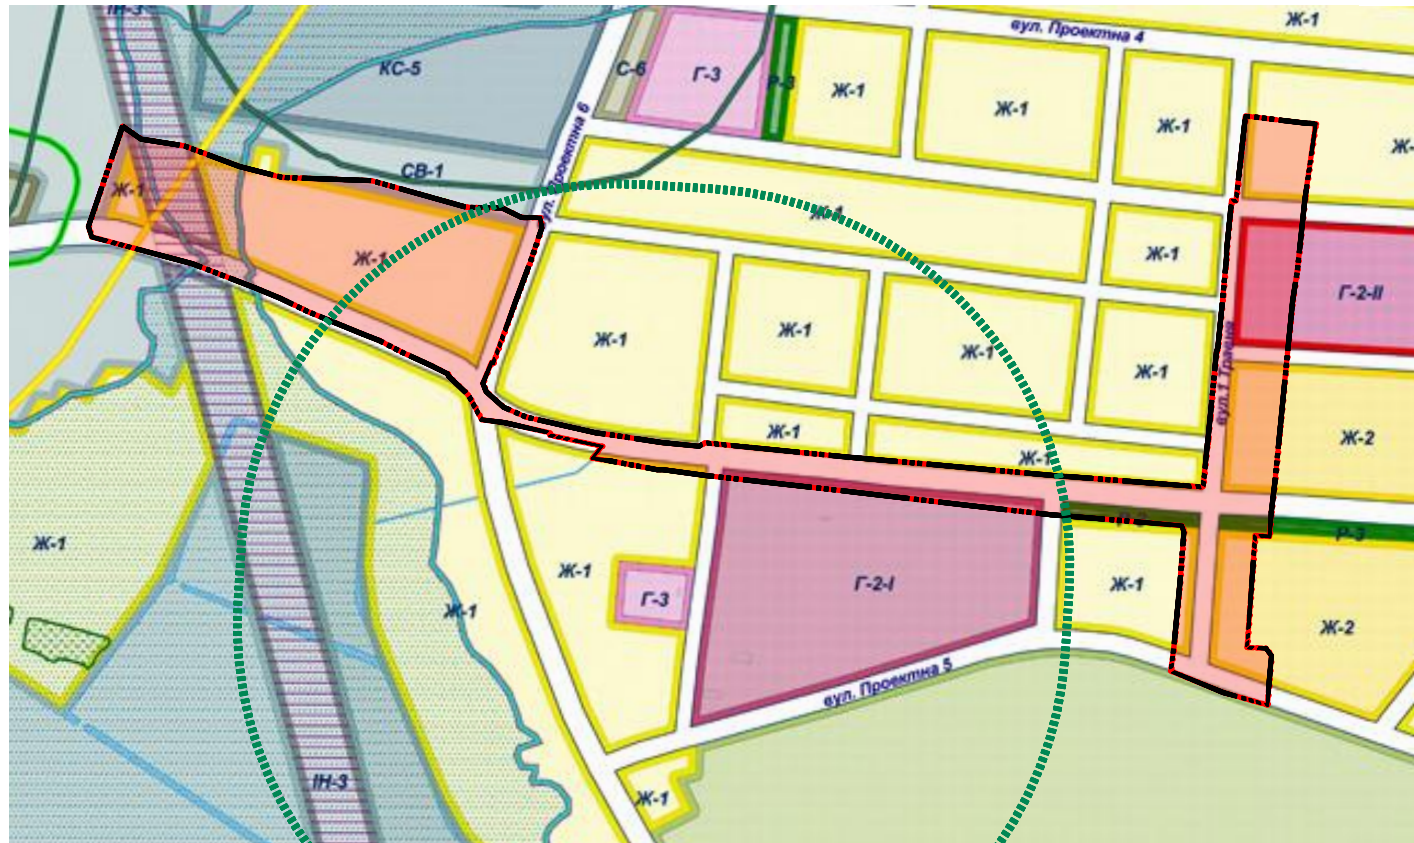 ІН-3
Ж-1
вул. Проектна 4
КС-5
С-6
Г-3
Р-3
Ж-1
Ж-1
Ж-1
Ж-
вул. Проектна 6
СВ-1
Ж-1
Ж-1
Ж-1
Ж-1
Г-2-ІІ
Ж-1
Ж-1
Ж-1
Ж-1
вул.1 Травня
Ж-1
Ж-2
Ж-1
Р-3
Р-3
Ж-1
Ж-1
Г-2-І
Ж-1
Г-3
Ж-1
Ж-2
вул. Проектна 5
ІН-3
Ж-1